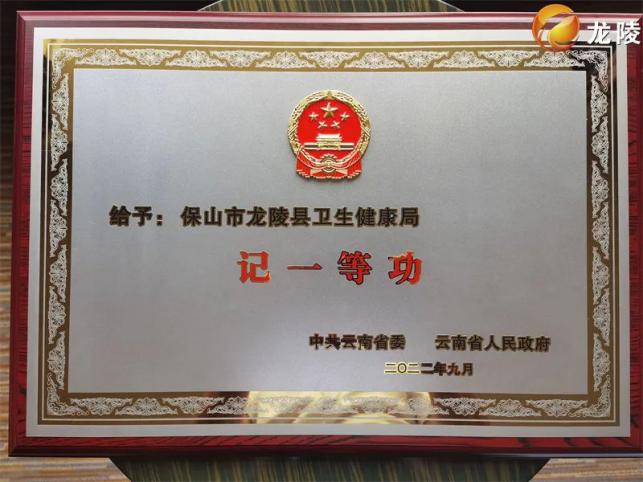 龙陵
给予：保山市龙陵县卫生健康局
记一等功
中共云南省委 云南省人民政府
二〇二二年九月